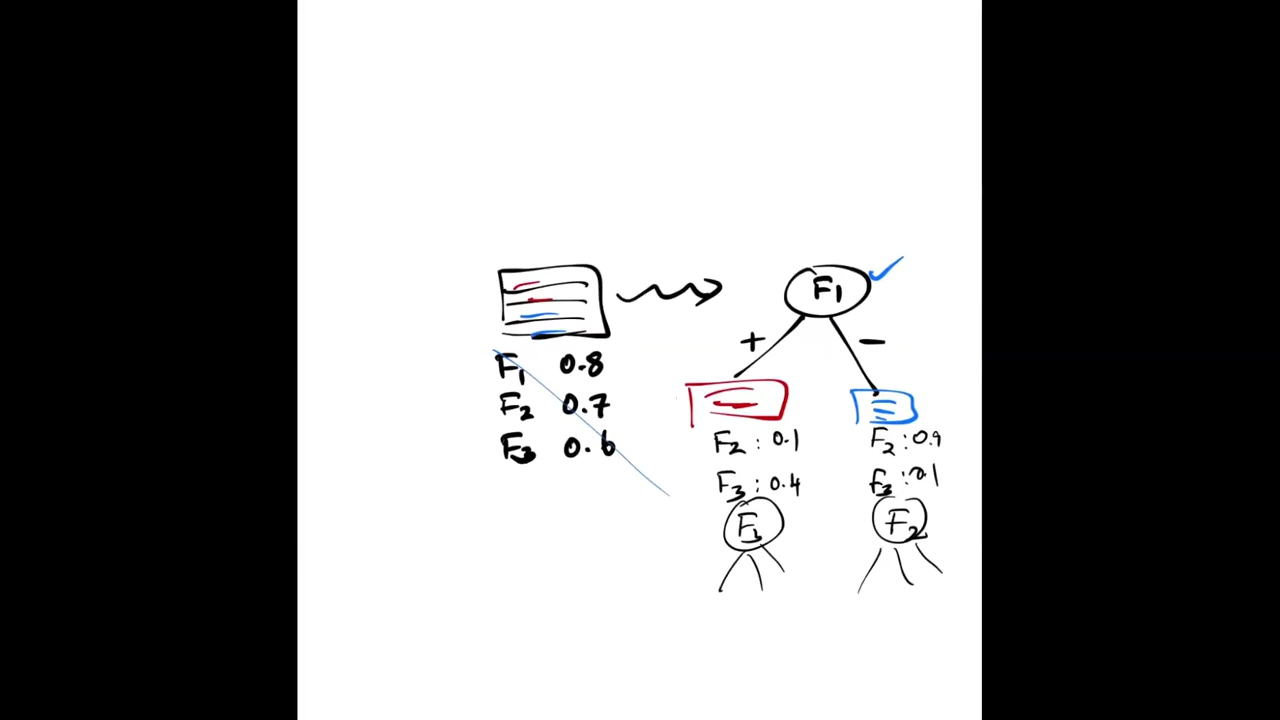 F1
+
−
F1 0.8
F2 0.7
F3 0.6
F2 : 0.1
F3 : 0.4
F3
F2 : 0.9
F3 : 0.1
F2